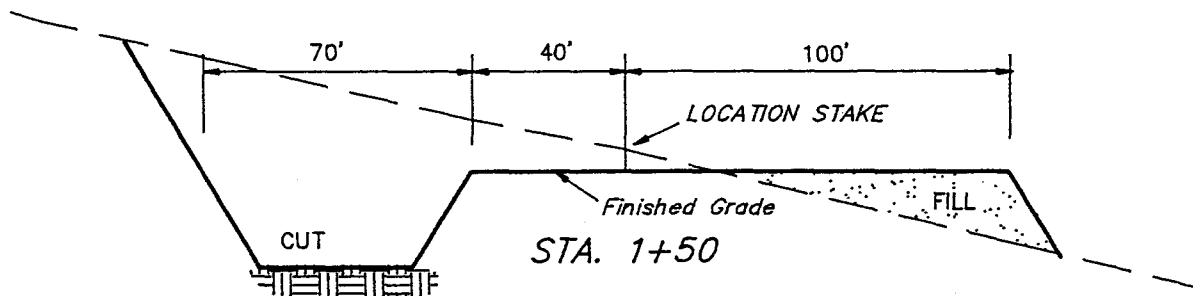 70' 40' 100'
LOCATION STAKE
Finished Grade
FILL
CUT
STA. 1+50